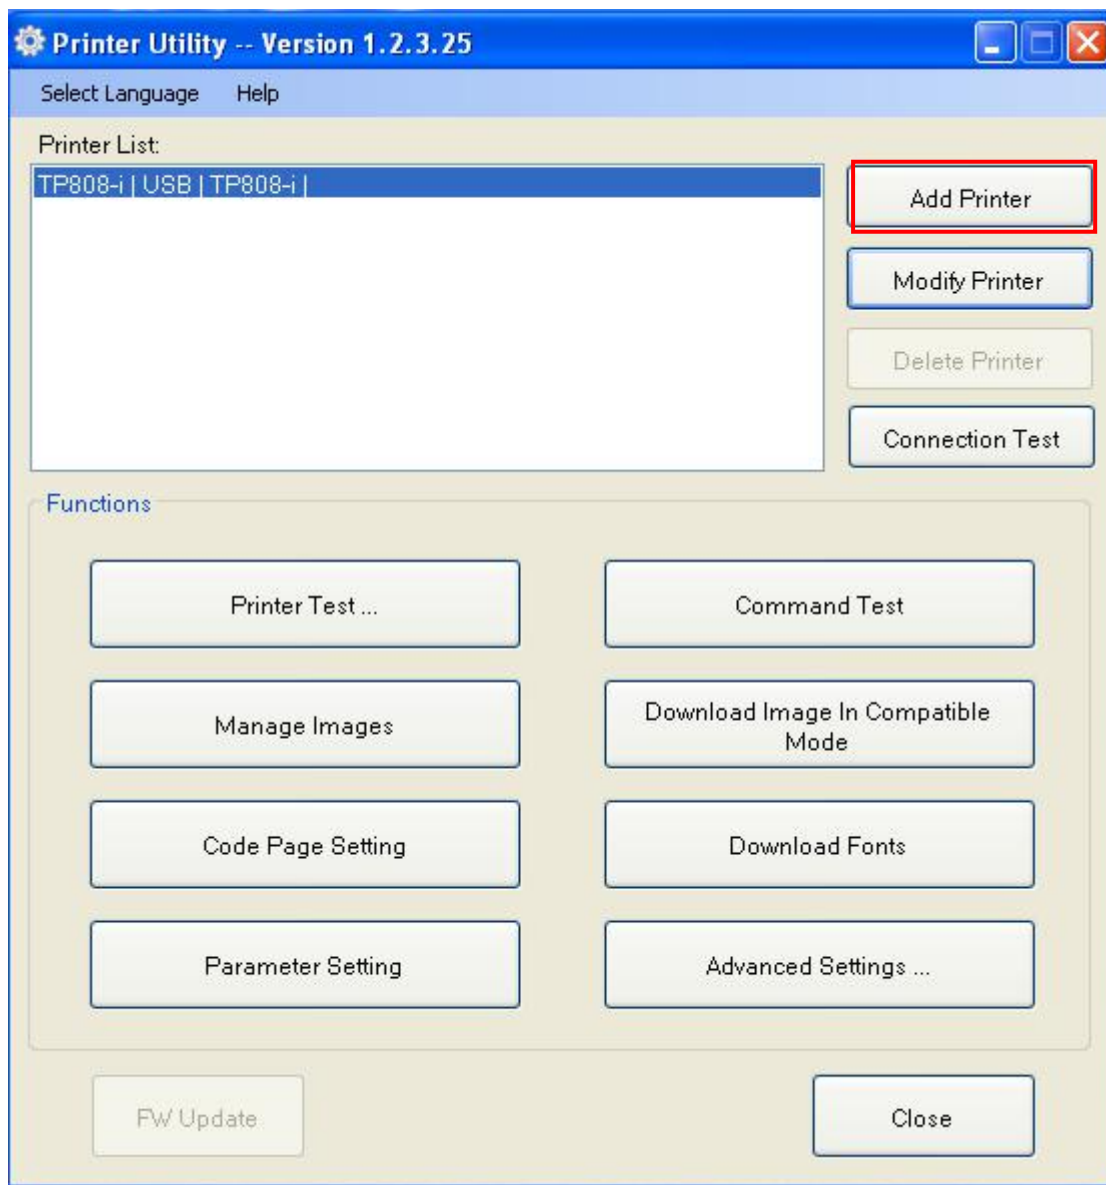 Printer Utility -- Version 1.2.3.25
Select Language Help
Printer List:
TP808-i | USB | TP808-i |
Add Printer
Modify Printer
Delete Printer
Connection Test
Functions
Printer Test ...
Command Test
Manage Images
Download Image In Compatible
Mode
Code Page Setting
Download Fonts
Parameter Setting
Advanced Settings ...
FW Update
Close